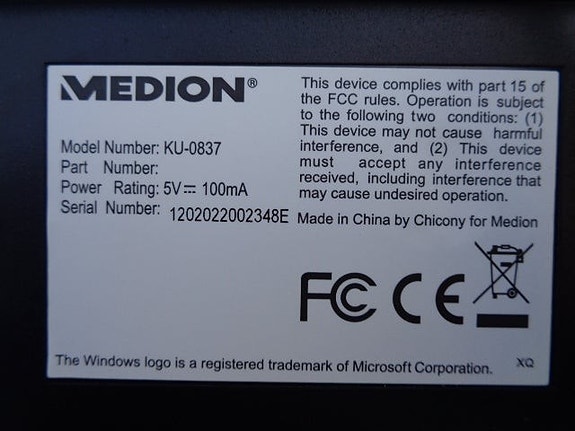 MEDION®
Model Number: KU-0837
Part Number:
Power Rating: 5V⎓ 100mA
Serial Number: 1202022002348E
This device complies with part 15 of
the FCC rules. Operation is subject
to the following two conditions: (1)
This device may not cause harmful
interference, and (2) This device
must accept any interference
received, including interference that
may cause undesired operation.
Made in China by Chicony for Medion
FC CE
The Windows logo is a registered trademark of Microsoft Corporation.
XQ